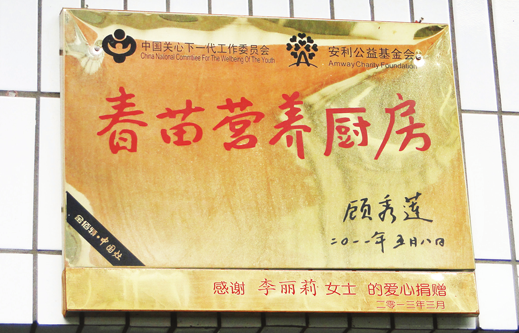 中国关心下一代工作委员会
China National Committee For The Wellbeing Of The Youth
安利公益基金会
Amway Charity Foundation
春苗营养厨房
顾秀莲
二〇一一年五月八日
感谢 李丽莉 女士 的爱心捐赠
二零一三年三月